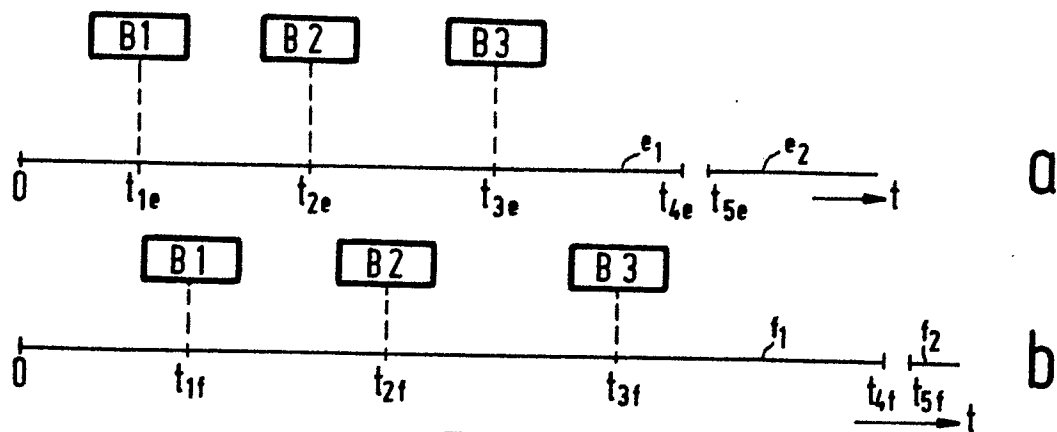 B1 B2 B3
e₁ e₂ a
0 t₁ₑ t₂ₑ t₃ₑ t₄ₑ t₅ₑ t
B1 B2 B3
f₁ f₂ b
0 t1f t2f t3f t4f t5f
t